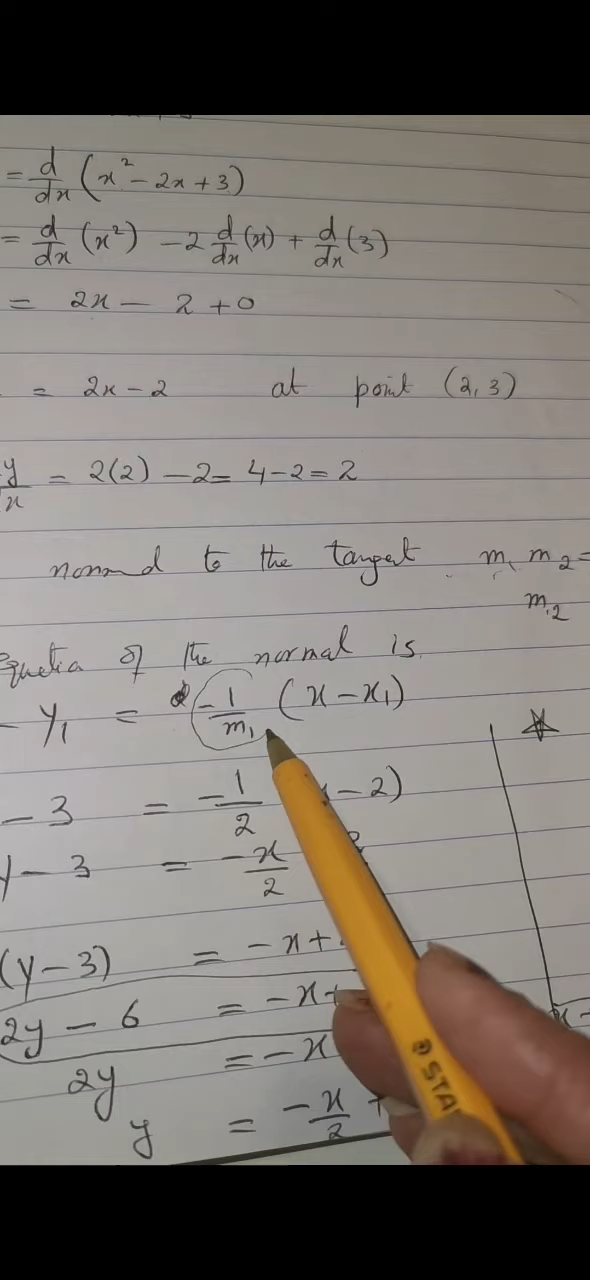 = d/dx (x² - 2x + 3)
= d/dx (x²) - 2 d/dx (x) + d/dx (3)
= 2x - 2 + 0
= 2x - 2 at point (2, 3)
y/x = 2(2) - 2 = 4 - 2 = 2
normal to the tangent m₁ m₂ =
m₂
of the normal is
- y₁ = -1/m₁ (x - x₁)
- 3 = -1/2 - 2)
y - 3 = -x/2
(y - 3) = -x +
2y - 6 = -x +
2y = -x
y = -x/2 +
STA